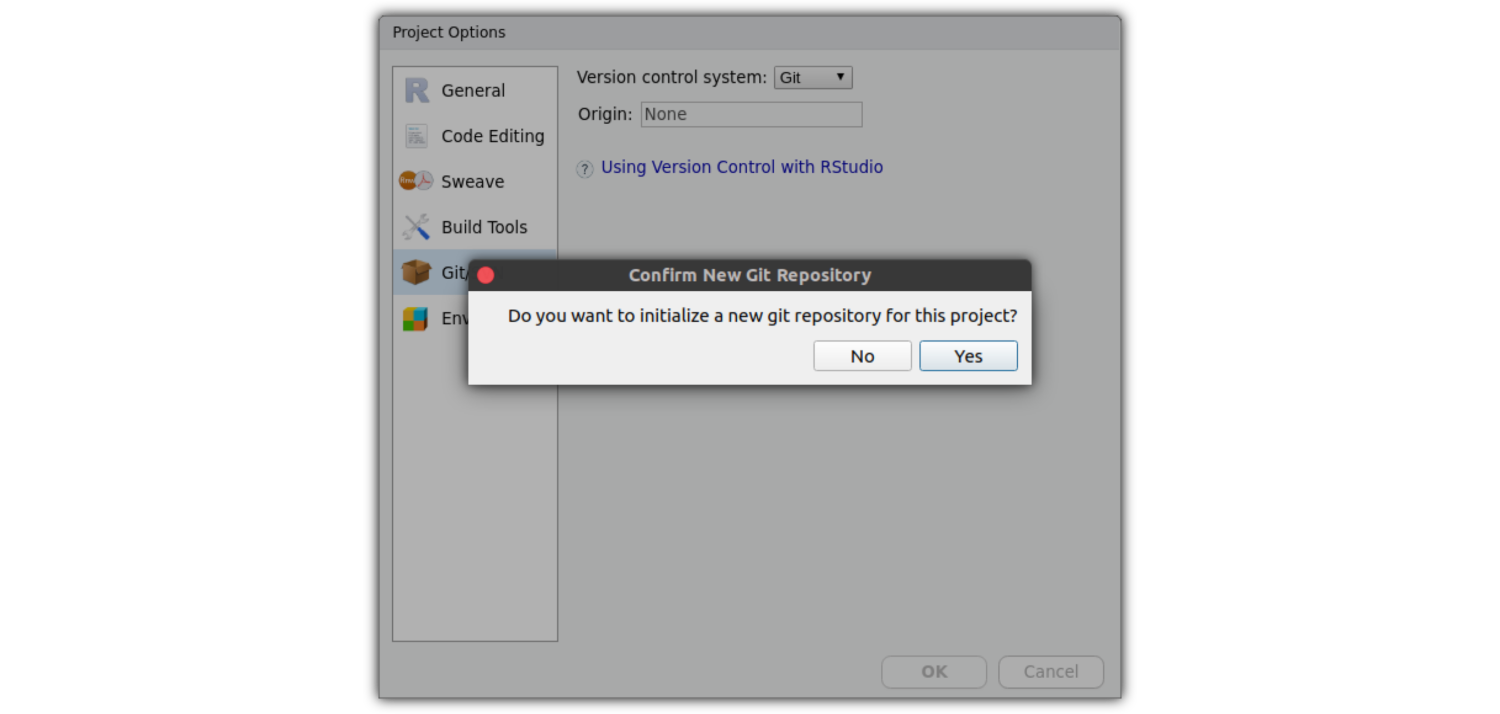 Project Options
General
Code Editing
Sweave
Build Tools
Git/
Env
Version control system: Git
Origin: None
? Using Version Control with RStudio
Confirm New Git Repository
Do you want to initialize a new git repository for this project?
No Yes
OK Cancel